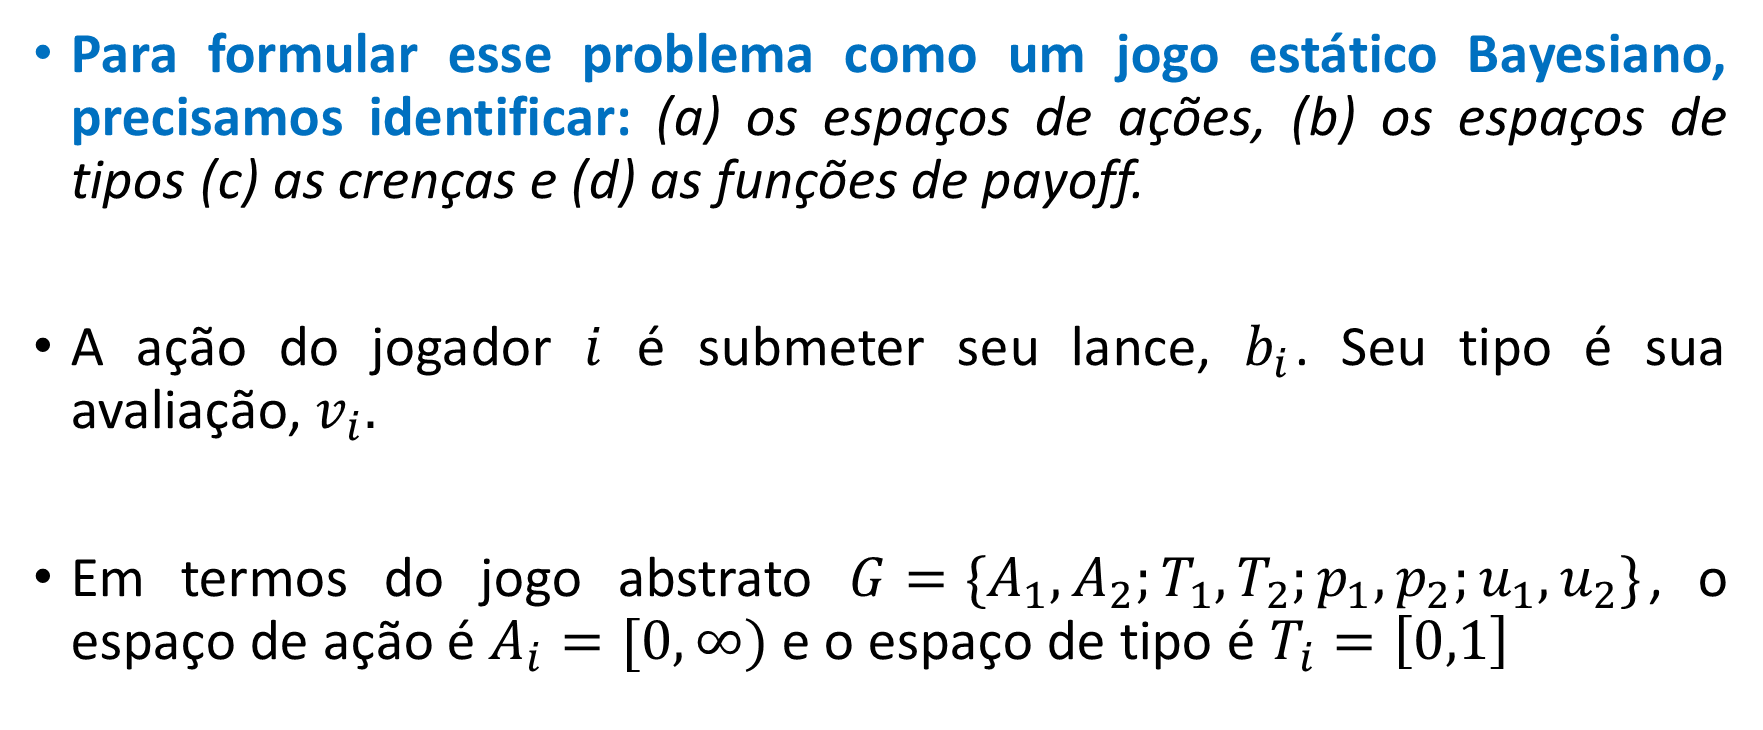 • Para formular esse problema como um jogo estático Bayesiano,
precisamos identificar: (a) os espaços de ações, (b) os espaços de
tipos (c) as crenças e (d) as funções de payoff.
• A ação do jogador 𝑖 é submeter seu lance, 𝑏ᵢ. Seu tipo é sua
avaliação, 𝑣ᵢ.
• Em termos do jogo abstrato 𝐺 = {𝐴₁, 𝐴₂; 𝑇₁, 𝑇₂; 𝑝₁, 𝑝₂; 𝑢₁, 𝑢₂}, o
espaço de ação é 𝐴ᵢ = [0, ∞) e o espaço de tipo é 𝑇ᵢ = [0,1]